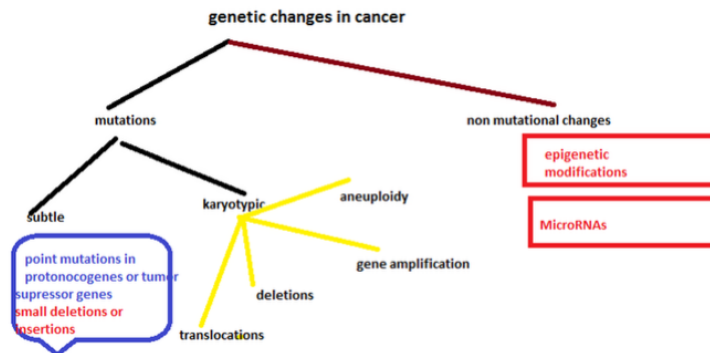 genetic changes in cancer
mutations
non mutational changes
epigenetic
modifications
MicroRNAs
subtle
karyotypic
aneuploidy
gene amplification
deletions
translocations
point mutations in
protonocogenes or tumor
supressor genes
small deletions or
insertions